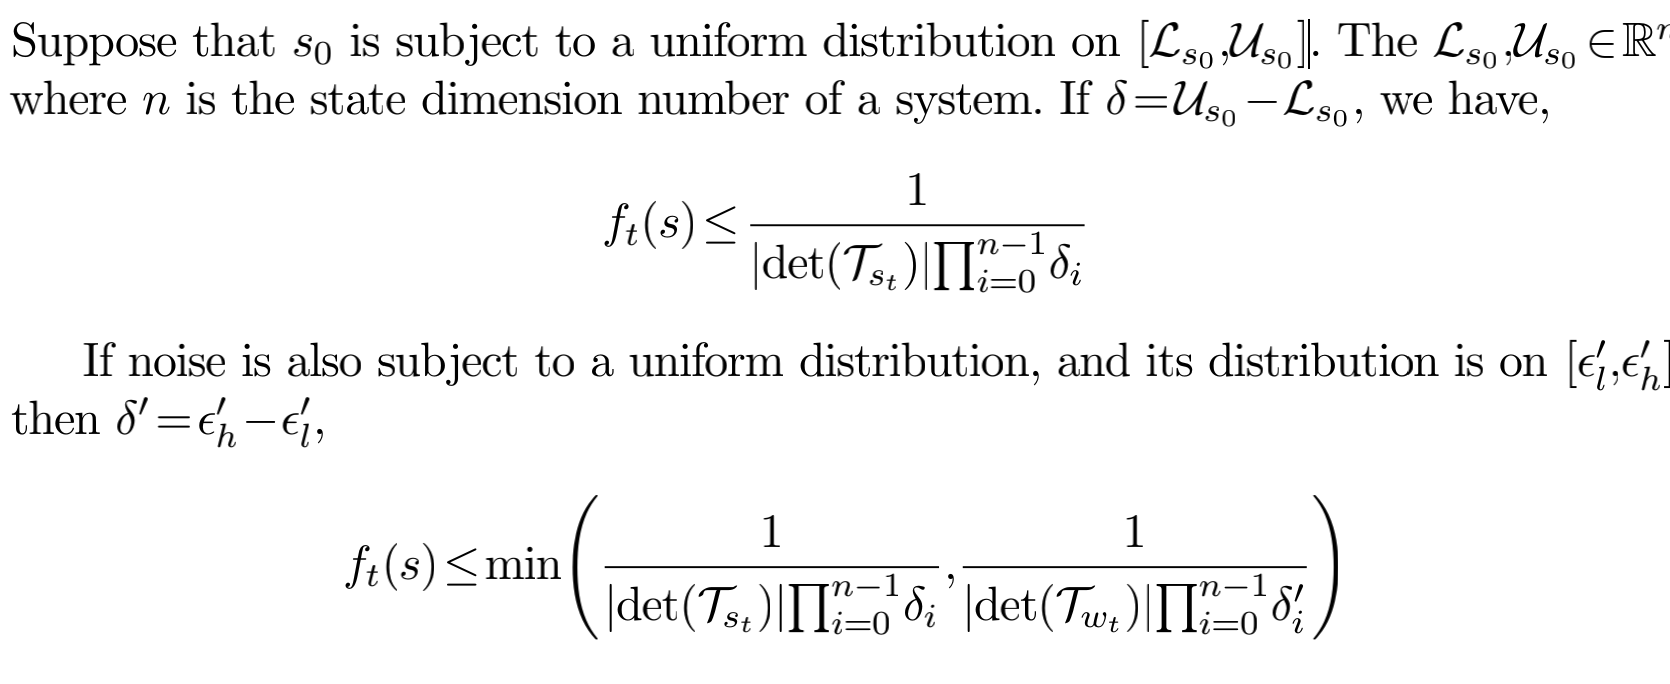 Suppose that $s_0$ is subject to a uniform distribution on $[\mathcal{L}_{s_0},\mathcal{U}_{s_0}]$. The $\mathcal{L}_{s_0},\mathcal{U}_{s_0} \in \mathbb{R}^n$
where $n$ is the state dimension number of a system. If $\delta = \mathcal{U}_{s_0} - \mathcal{L}_{s_0}$, we have,
$f_t(s) \leq \frac{1}{|\det(\mathcal{T}_{s_t})| \prod_{i=0}^{n-1} \delta_i}$
If noise is also subject to a uniform distribution, and its distribution is on $[\epsilon'_l, \epsilon'_h]$
then $\delta' = \epsilon'_h - \epsilon'_l$,
$f_t(s) \leq \min\left( \frac{1}{|\det(\mathcal{T}_{s_t})| \prod_{i=0}^{n-1} \delta_i}, \frac{1}{|\det(\mathcal{T}_{w_t})| \prod_{i=0}^{n-1} \delta'_i} \right)$